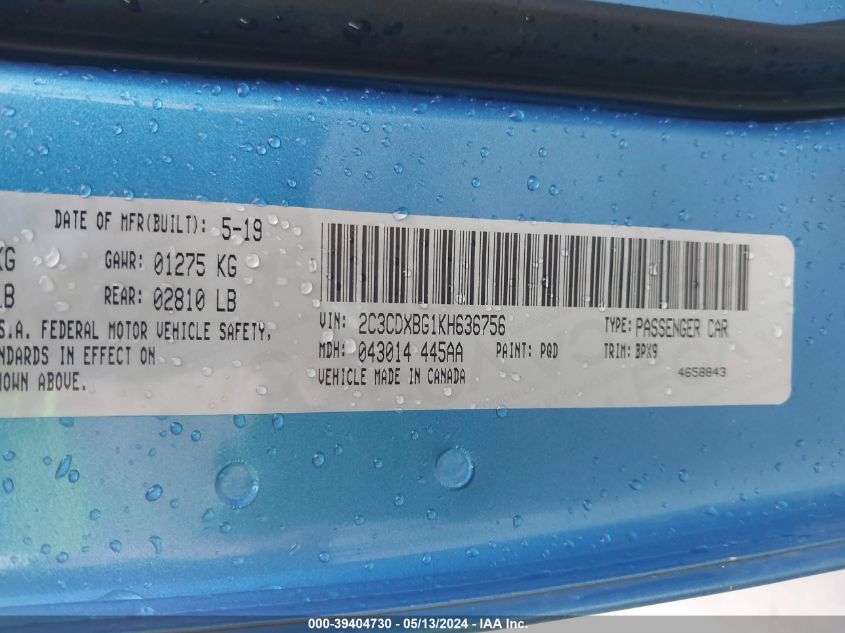 DATE OF MFR(BUILT): 5-19
KG GAWR: 01275 KG
LB REAR: 02810 LB
S.A. FEDERAL MOTOR VEHICLE SAFETY,
NDARDS IN EFFECT ON
HOWN ABOVE.
VIN: 2C3CDXBG1KH636756 TYPE: PASSENGER CAR
MDH: 043014 445AA PAINT: PQD TRIM: BPX9
VEHICLE MADE IN CANADA 4658843
000-39404730 - 05/13/2024 - IAA Inc.